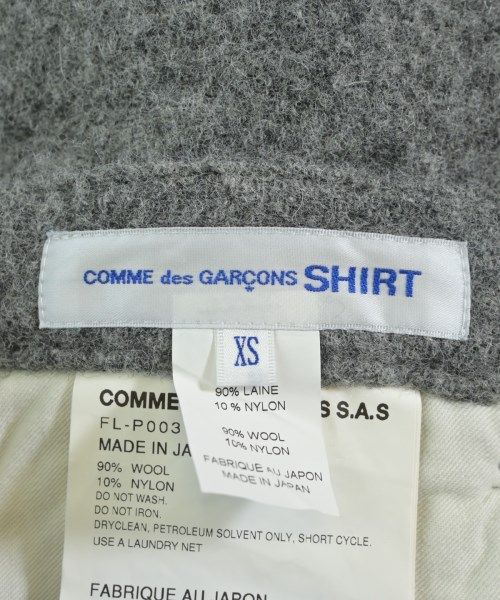 COMME des GARÇONS SHIRT
XS
90% LAINE
10% NYLON
90% WOOL
10% NYLON
FABRIQUE AU JAPON
MADE IN JAPAN
COMME S.A.S
FL-P003
MADE IN
90% WOOL
10% NYLON
DO NOT WASH.
DO NOT IRON.
DRYCLEAN, PETROLEUM SOLVENT ONLY, SHORT CYCLE.
USE A LAUNDRY NET
FABRIQUE AU JAPON